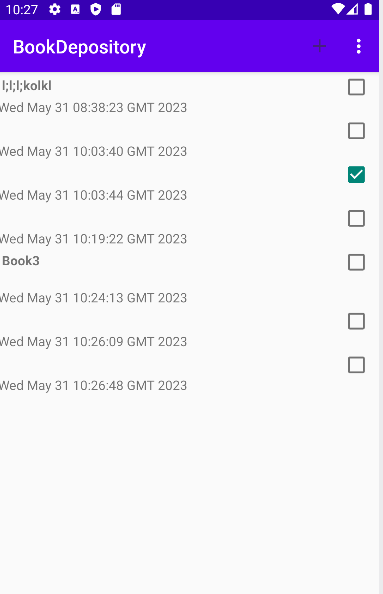 10:27
BookDepository
l;l;l;kolkl
Wed May 31 08:38:23 GMT 2023
Wed May 31 10:03:40 GMT 2023
Wed May 31 10:03:44 GMT 2023
Wed May 31 10:19:22 GMT 2023
Book3
Wed May 31 10:24:13 GMT 2023
Wed May 31 10:26:09 GMT 2023
Wed May 31 10:26:48 GMT 2023